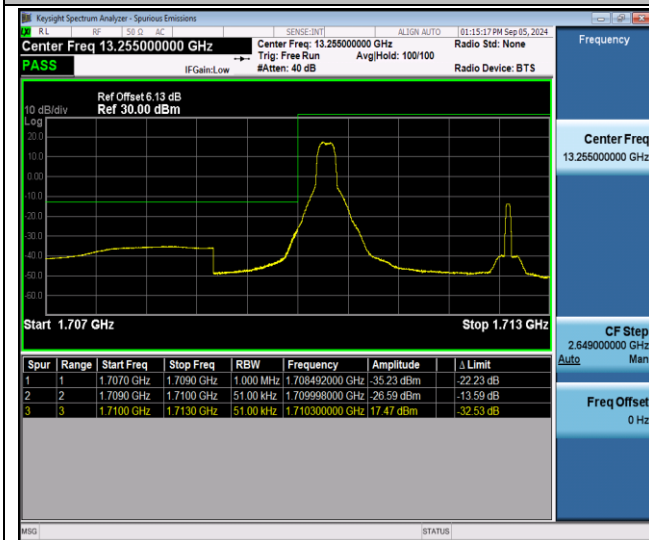 Keysight Spectrum Analyzer - Spurious Emissions
RL RF 50 Ω AC SENSE:INT ALIGN AUTO 01:15:17 PM Sep 05, 2024
Center Freq 13.255000000 GHz
PASS
IFGain:Low
Center Freq: 13.255000000 GHz
Trig: Free Run Avg|Hold: 100/100
#Atten: 40 dB
Radio Std: None
Radio Device: BTS
Ref Offset 6.13 dB
10 dB/div Ref 30.00 dBm
Log
20.0
10.0
0.00
-10.0
-20.0
-30.0
-40.0
-50.0
-60.0
Start 1.707 GHz Stop 1.713 GHz
Spur Range Start Freq Stop Freq RBW Frequency Amplitude Δ Limit
1 1 1.7070 GHz 1.7090 GHz 1.000 MHz 1.708492000 GHz -35.23 dBm -22.23 dB
2 2 1.7090 GHz 1.7100 GHz 51.00 kHz 1.709998000 GHz -26.59 dBm -13.59 dB
3 3 1.7100 GHz 1.7130 GHz 51.00 kHz 1.710300000 GHz 17.47 dBm -32.53 dB
MSG STATUS
Frequency
Center Freq
13.255000000 GHz
CF Step
2.649000000 GHz
Auto Man
Freq Offset
0 Hz